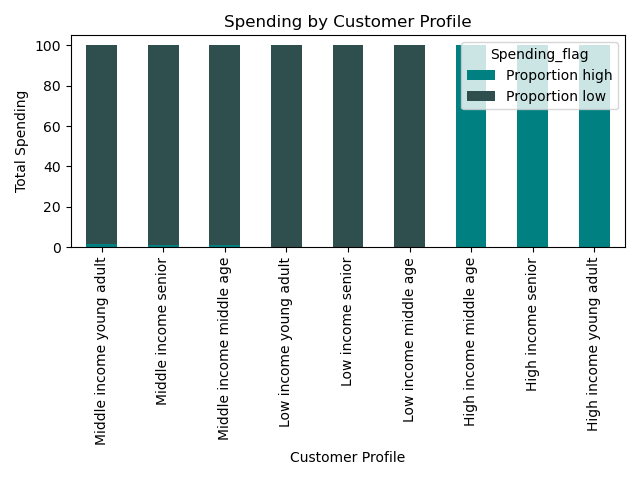 Spending by Customer Profile
Total Spending
100
80
60
40
20
0
Spending_flag
Proportion high
Proportion low
Middle income young adult
Middle income senior
Middle income middle age
Low income young adult
Low income senior
Low income middle age
High income middle age
High income senior
High income young adult
Customer Profile